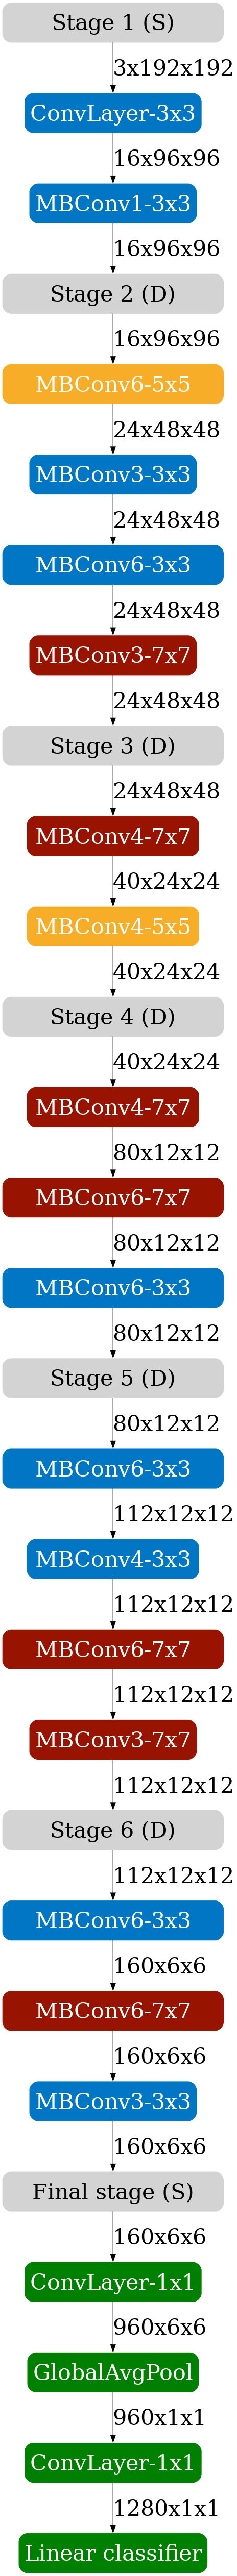 Stage 1 (S)
3x192x192
ConvLayer-3x3
16x96x96
MBConv1-3x3
16x96x96
Stage 2 (D)
16x96x96
MBConv6-5x5
24x48x48
MBConv3-3x3
24x48x48
MBConv6-3x3
24x48x48
MBConv3-7x7
24x48x48
Stage 3 (D)
24x48x48
MBConv4-7x7
40x24x24
MBConv4-5x5
40x24x24
Stage 4 (D)
40x24x24
MBConv4-7x7
80x12x12
MBConv6-7x7
80x12x12
MBConv6-3x3
80x12x12
Stage 5 (D)
80x12x12
MBConv6-3x3
112x12x12
MBConv4-3x3
112x12x12
MBConv6-7x7
112x12x12
MBConv3-7x7
112x12x12
Stage 6 (D)
112x12x12
MBConv6-3x3
160x6x6
MBConv6-7x7
160x6x6
MBConv3-3x3
160x6x6
Final stage (S)
160x6x6
ConvLayer-1x1
960x6x6
GlobalAvgPool
960x1x1
ConvLayer-1x1
1280x1x1
Linear classifier